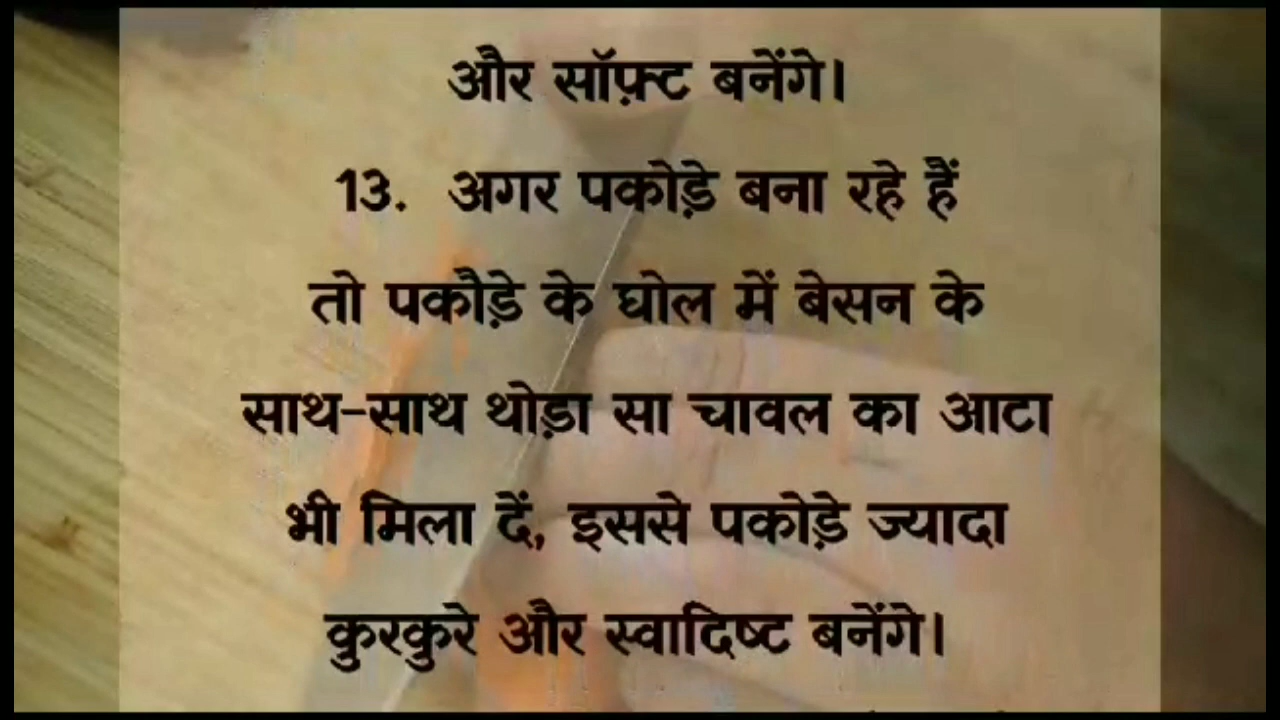 और सॉफ़्ट बनेंगे।
13. अगर पकोड़े बना रहे हैं
तो पकौड़े के घोल में बेसन के
साथ-साथ थोड़ा सा चावल का आटा
भी मिला दें, इससे पकोड़े ज्यादा
कुरकुरे और स्वादिष्ट बनेंगे।